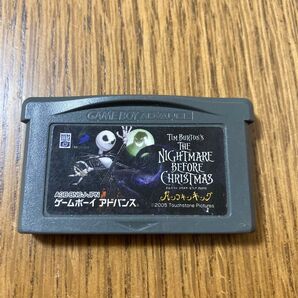 GAME BOY ADVANCE
TIM BURTON'S
THE
NIGHTMARE
BEFORE
CHRISTMAS
パンプキンキング
ゲームボーイ アドバンス
©2005 Touchstone Pictures